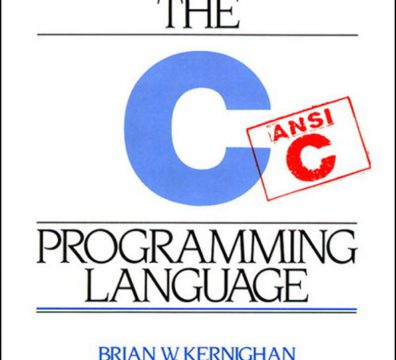 THE
C
ANSI
C
PROGRAMMING
LANGUAGE
BRIAN W. KERNIGHAN